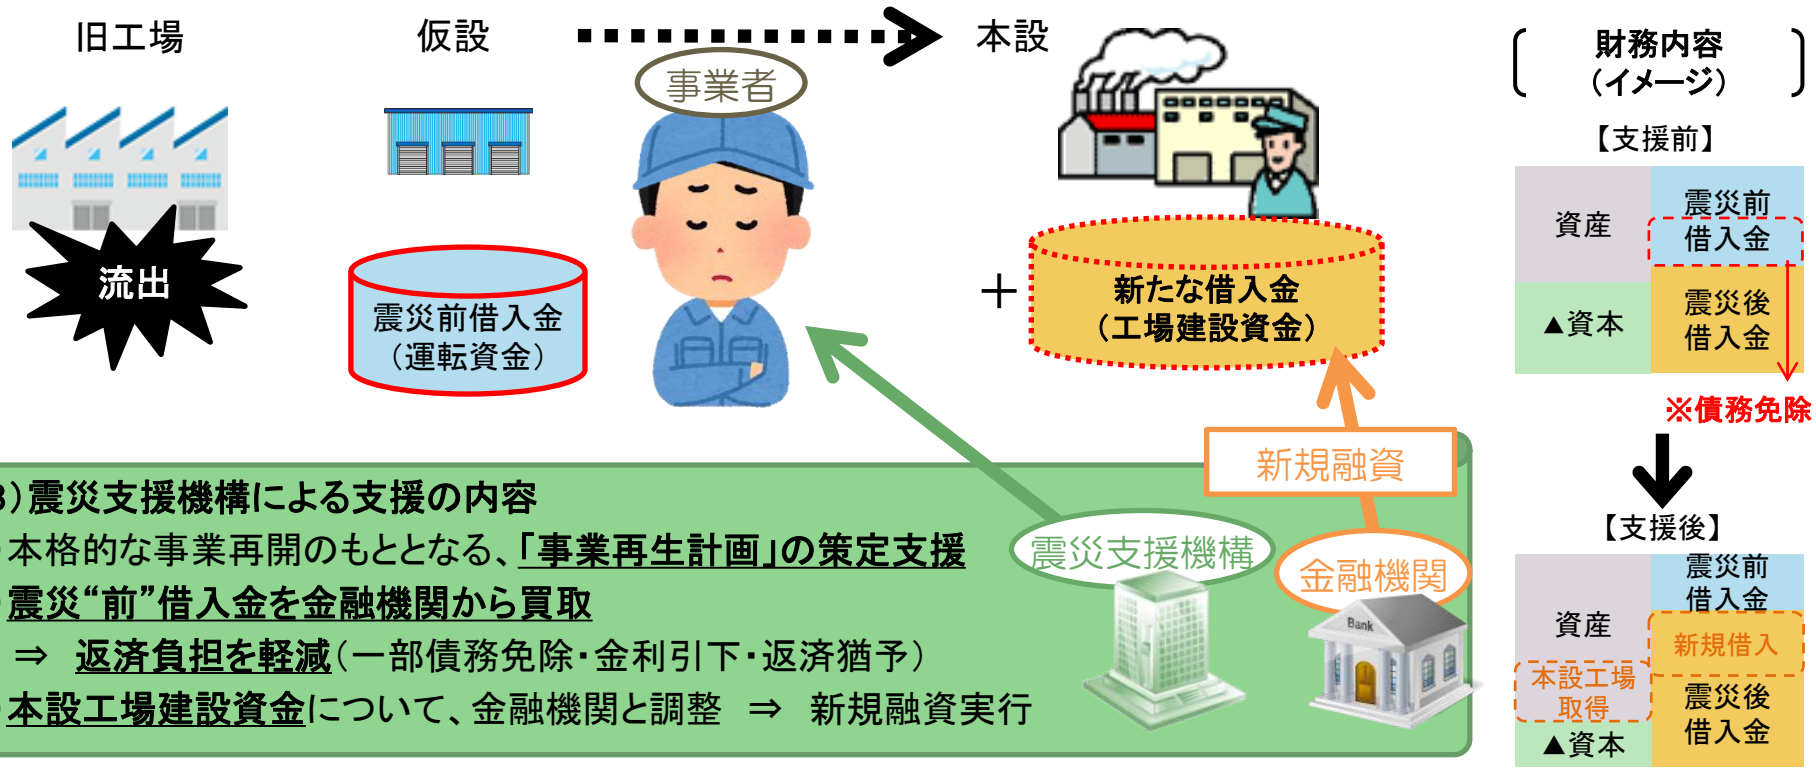 旧工場
仮設
本設
事業者
流出
震災前借入金
（運転資金）
＋
新たな借入金
（工場建設資金）
新規融資
3）震災支援機構による支援の内容
本格的な事業再開のもととなる、「事業再生計画」の策定支援
震災“前”借入金を金融機関から買取
⇒ 返済負担を軽減（一部債務免除・金利引下・返済猶予）
本設工場建設資金について、金融機関と調整 ⇒ 新規融資実行
震災支援機構
金融機関
Bank
財務内容
（イメージ）
【支援前】
資産
▲資本
震災前
借入金
震災後
借入金
※債務免除
【支援後】
資産
本設工場
取得
▲資本
震災前
借入金
新規借入
震災後
借入金